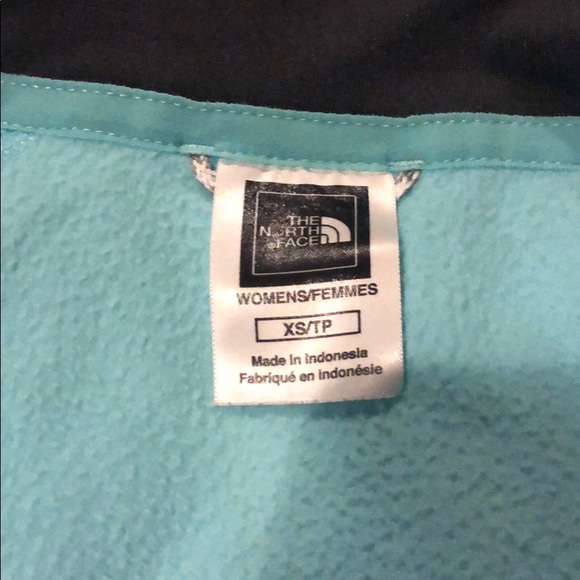 THE
NORTH
FACE
WOMENS/FEMMES
XS/TP
Made in Indonesia
Fabriqué en Indonésie